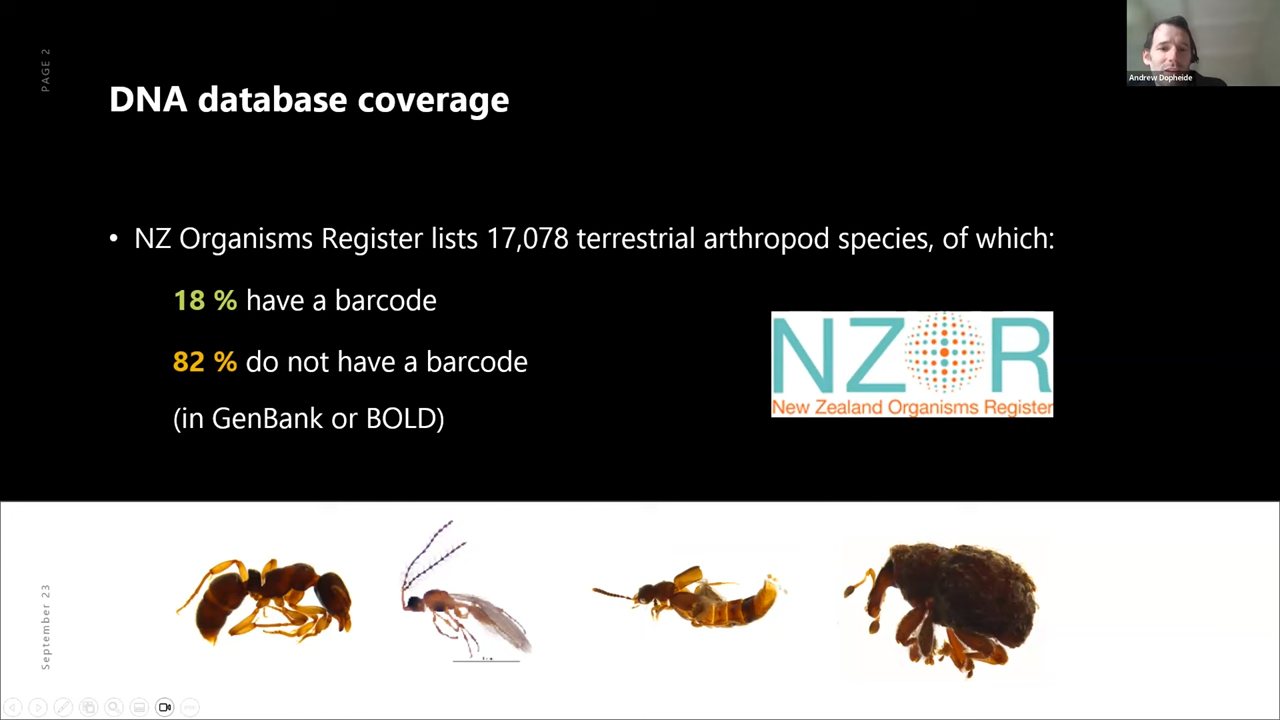 PAGE 2
Andrew Dopheide
DNA database coverage
• NZ Organisms Register lists 17,078 terrestrial arthropod species, of which:
18 % have a barcode
82 % do not have a barcode
(in GenBank or BOLD)
NZOR
New Zealand Organisms Register
September 23